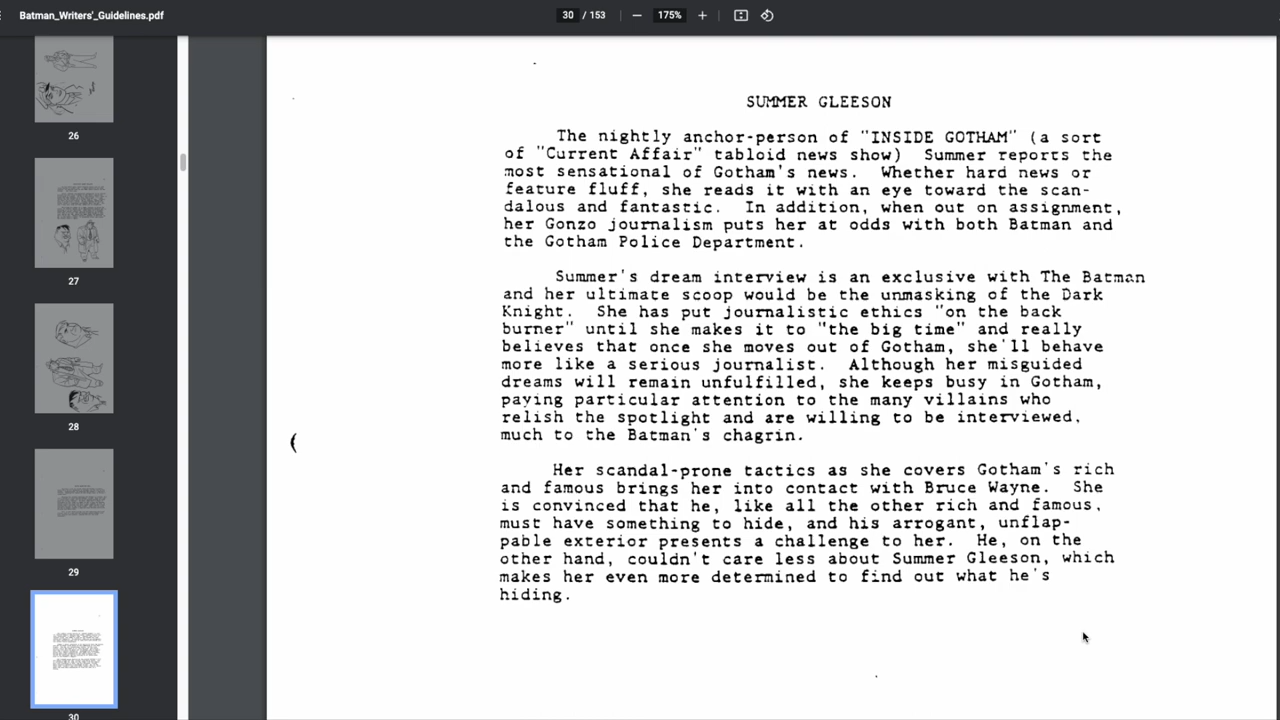 Batman_Writers'_Guidelines.pdf
30 / 153
175%
26
27
28
29
30
SUMMER GLEESON
The nightly anchor-person of "INSIDE GOTHAM" (a sort
of "Current Affair" tabloid news show) Summer reports the
most sensational of Gotham's news. Whether hard news or
feature fluff, she reads it with an eye toward the scan-
dalous and fantastic. In addition, when out on assignment,
her Gonzo journalism puts her at odds with both Batman and
the Gotham Police Department.
Summer's dream interview is an exclusive with The Batman
and her ultimate scoop would be the unmasking of the Dark
Knight. She has put journalistic ethics "on the back
burner" until she makes it to "the big time" and really
believes that once she moves out of Gotham, she'll behave
more like a serious journalist. Although her misguided
dreams will remain unfulfilled, she keeps busy in Gotham,
paying particular attention to the many villains who
relish the spotlight and are willing to be interviewed,
much to the Batman's chagrin.
Her scandal-prone tactics as she covers Gotham's rich
and famous brings her into contact with Bruce Wayne. She
is convinced that he, like all the other rich and famous,
must have something to hide, and his arrogant, unflap-
pable exterior presents a challenge to her. He, on the
other hand, couldn't care less about Summer Gleeson, which
makes her even more determined to find out what he's
hiding.